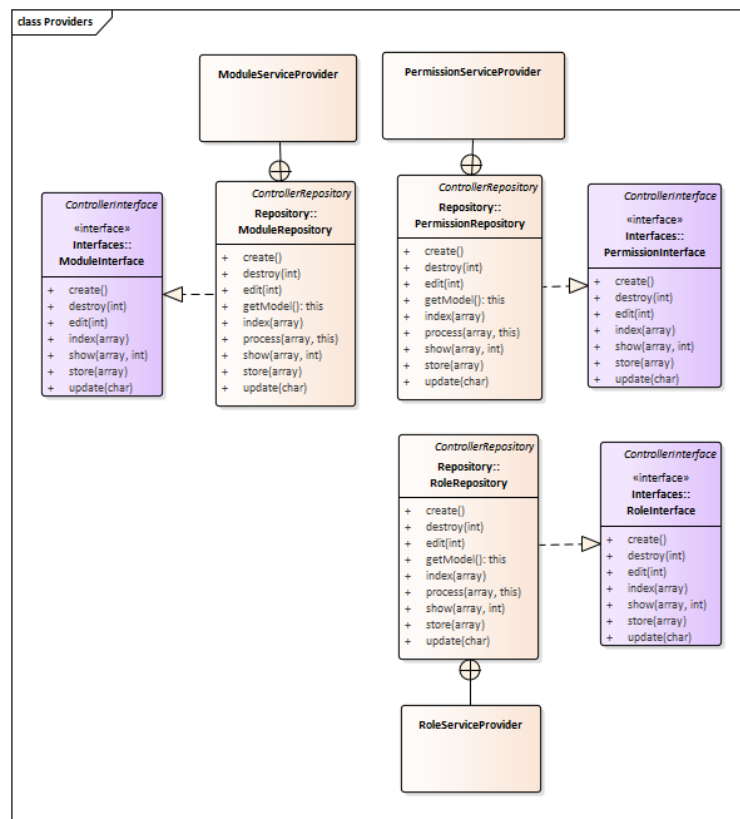 class Providers
ModuleServiceProvider
PermissionServiceProvider
ControllerInterface
«interface»
Interfaces::
ModuleInterface
+ create()
+ destroy(int)
+ edit(int)
+ index(array)
+ show(array, int)
+ store(array)
+ update(char)
ControllerRepository
Repository::
ModuleRepository
+ create()
+ destroy(int)
+ edit(int)
+ getModel(): this
+ index(array)
+ process(array, this)
+ show(array, int)
+ store(array)
+ update(char)
ControllerRepository
Repository::
PermissionRepository
+ create()
+ destroy(int)
+ edit(int)
+ getModel(): this
+ index(array)
+ process(array, this)
+ show(array, int)
+ store(array)
+ update(char)
ControllerInterface
«interface»
Interfaces::
PermissionInterface
+ create()
+ destroy(int)
+ edit(int)
+ index(array)
+ show(array, int)
+ store(array)
+ update(char)
ControllerRepository
Repository::
RoleRepository
+ create()
+ destroy(int)
+ edit(int)
+ getModel(): this
+ index(array)
+ process(array, this)
+ show(array, int)
+ store(array)
+ update(char)
ControllerInterface
«interface»
Interfaces::
RoleInterface
+ create()
+ destroy(int)
+ edit(int)
+ index(array)
+ show(array, int)
+ store(array)
+ update(char)
RoleServiceProvider